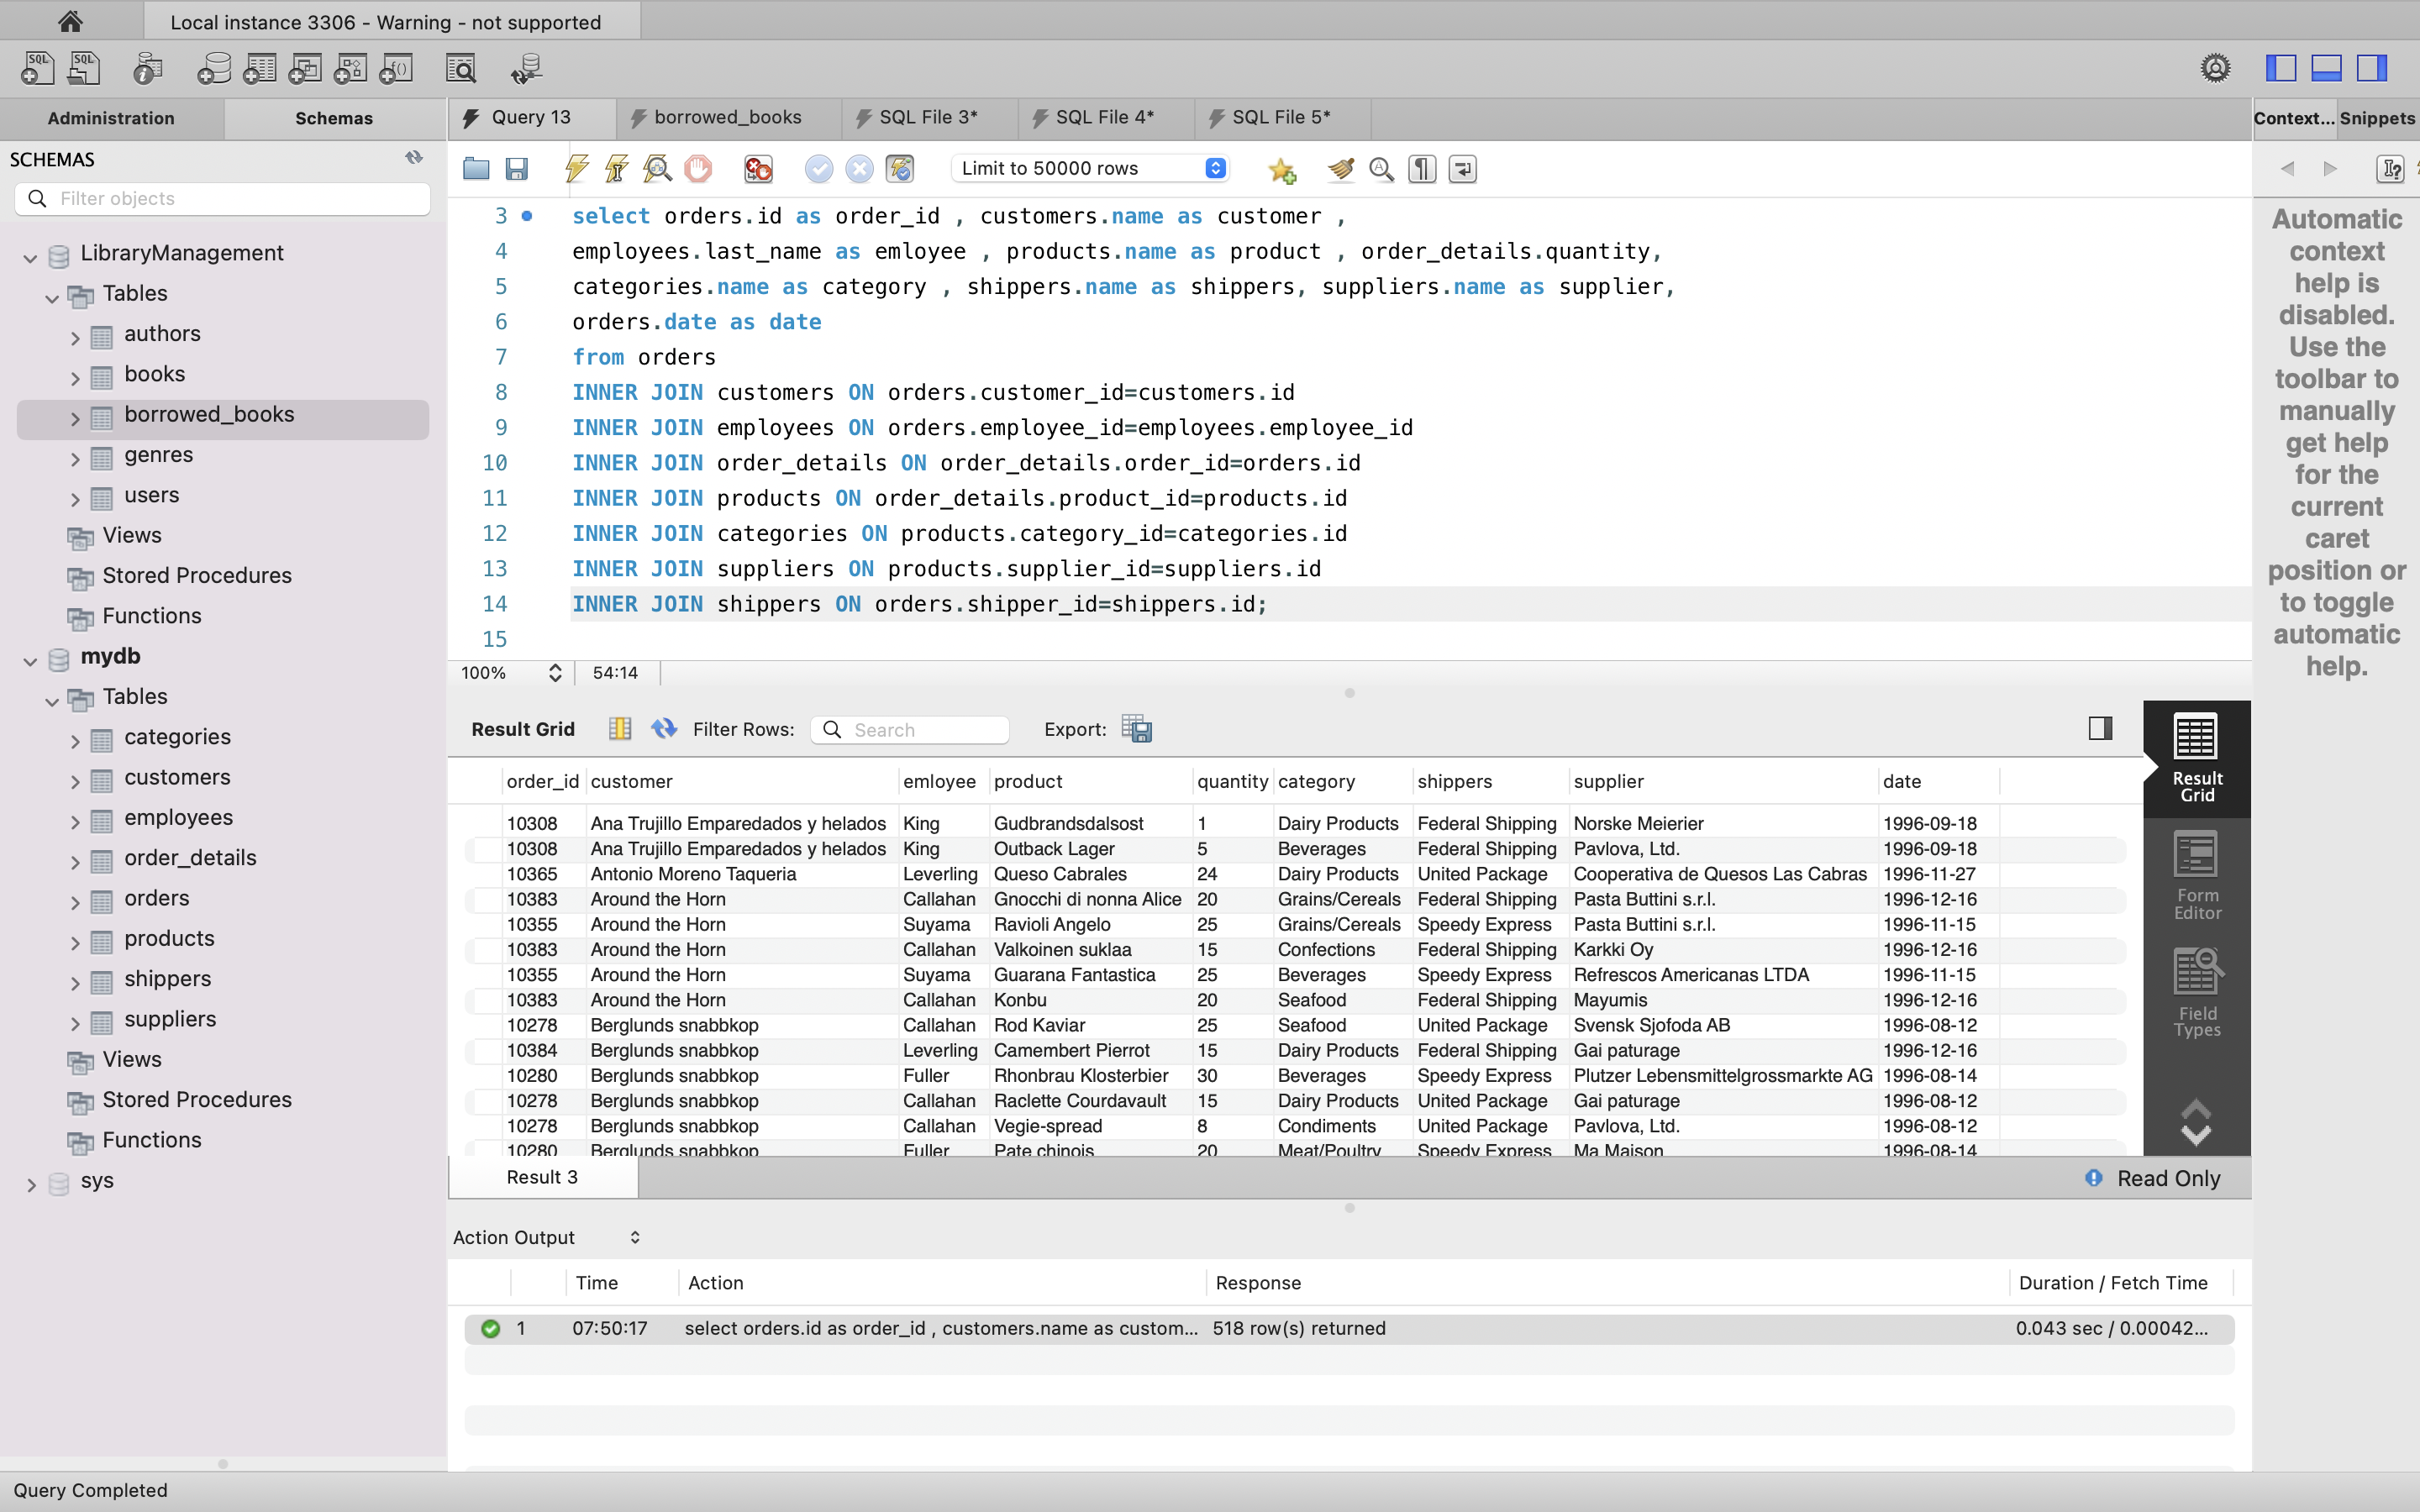 Local instance 3306 - Warning - not supported
Administration
Schemas
SCHEMAS
Filter objects
LibraryManagement
Tables
authors
books
borrowed_books
genres
users
Views
Stored Procedures
Functions
mydb
Tables
categories
customers
employees
order_details
orders
products
shippers
suppliers
Views
Stored Procedures
Functions
sys
Query 13
borrowed_books
SQL File 3*
SQL File 4*
SQL File 5*
Limit to 50000 rows
3 select orders.id as order_id , customers.name as customer ,
4 employees.last_name as emloyee , products.name as product , order_details.quantity,
5 categories.name as category , shippers.name as shippers, suppliers.name as supplier,
6 orders.date as date
7 from orders
8 INNER JOIN customers ON orders.customer_id=customers.id
9 INNER JOIN employees ON orders.employee_id=employees.employee_id
10 INNER JOIN order_details ON order_details.order_id=orders.id
11 INNER JOIN products ON order_details.product_id=products.id
12 INNER JOIN categories ON products.category_id=categories.id
13 INNER JOIN suppliers ON products.supplier_id=suppliers.id
14 INNER JOIN shippers ON orders.shipper_id=shippers.id;
15
100% 54:14
Result Grid Filter Rows: Search Export:
order_id customer emloyee product quantity category shippers supplier date
10308 Ana Trujillo Emparedados y helados King Gudbrandsdalsost 1 Dairy Products Federal Shipping Norske Meierier 1996-09-18
10308 Ana Trujillo Emparedados y helados King Outback Lager 5 Beverages Federal Shipping Pavlova, Ltd. 1996-09-18
10365 Antonio Moreno Taqueria Leverling Queso Cabrales 24 Dairy Products United Package Cooperativa de Quesos Las Cabras 1996-11-27
10383 Around the Horn Callahan Gnocchi di nonna Alice 20 Grains/Cereals Federal Shipping Pasta Buttini s.r.l. 1996-12-16
10355 Around the Horn Suyama Ravioli Angelo 25 Grains/Cereals Speedy Express Pasta Buttini s.r.l. 1996-11-15
10383 Around the Horn Callahan Valkoinen suklaa 15 Confections Federal Shipping Karkki Oy 1996-12-16
10355 Around the Horn Suyama Guarana Fantastica 25 Beverages Speedy Express Refrescos Americanas LTDA 1996-11-15
10383 Around the Horn Callahan Konbu 20 Seafood Federal Shipping Mayumis 1996-12-16
10278 Berglunds snabbkop Callahan Rod Kaviar 25 Seafood United Package Svensk Sjofoda AB 1996-08-12
10384 Berglunds snabbkop Leverling Camembert Pierrot 15 Dairy Products Federal Shipping Gai paturage 1996-12-16
10280 Berglunds snabbkop Fuller Rhonbrau Klosterbier 30 Beverages Speedy Express Plutzer Lebensmittelgrossmarkte AG 1996-08-14
10278 Berglunds snabbkop Callahan Raclette Courdavault 15 Dairy Products United Package Gai paturage 1996-08-12
10278 Berglunds snabbkop Callahan Vegie-spread 8 Condiments United Package Pavlova, Ltd. 1996-08-12
10280 Berglunds snabbkop Fuller Pate chinois 20 Meat/Poultry Speedy Express Ma Maison 1996-08-14
Result
Grid
Form
Editor
Field
Types
Result 3
Read Only
Action Output
Time Action Response Duration / Fetch Time
1 07:50:17 select orders.id as order_id , customers.name as custom... 518 row(s) returned 0.043 sec / 0.00042...
Context... Snippets
Automatic
context
help is
disabled.
Use the
toolbar to
manually
get help
for the
current
caret
position or
to toggle
automatic
help.
Query Completed